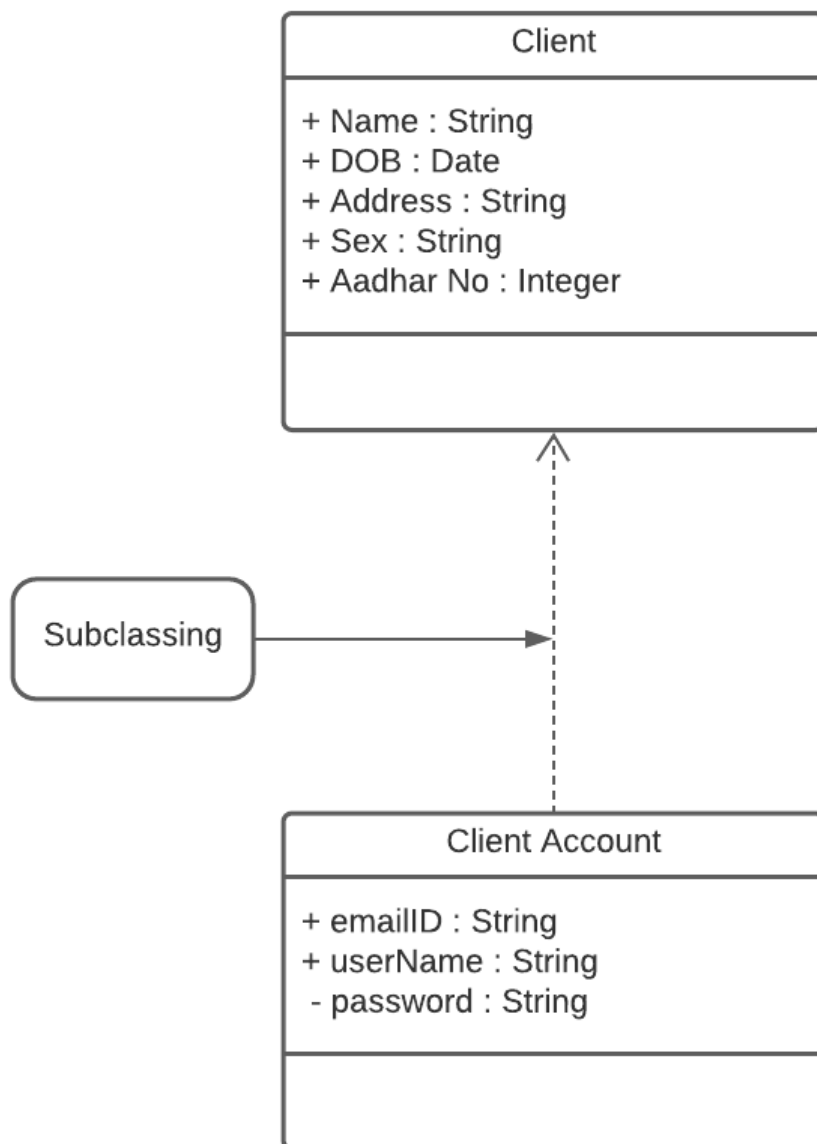 Client
+ Name : String
+ DOB : Date
+ Address : String
+ Sex : String
+ Aadhar No : Integer
Subclassing
Client Account
+ emailID : String
+ userName : String
- password : String